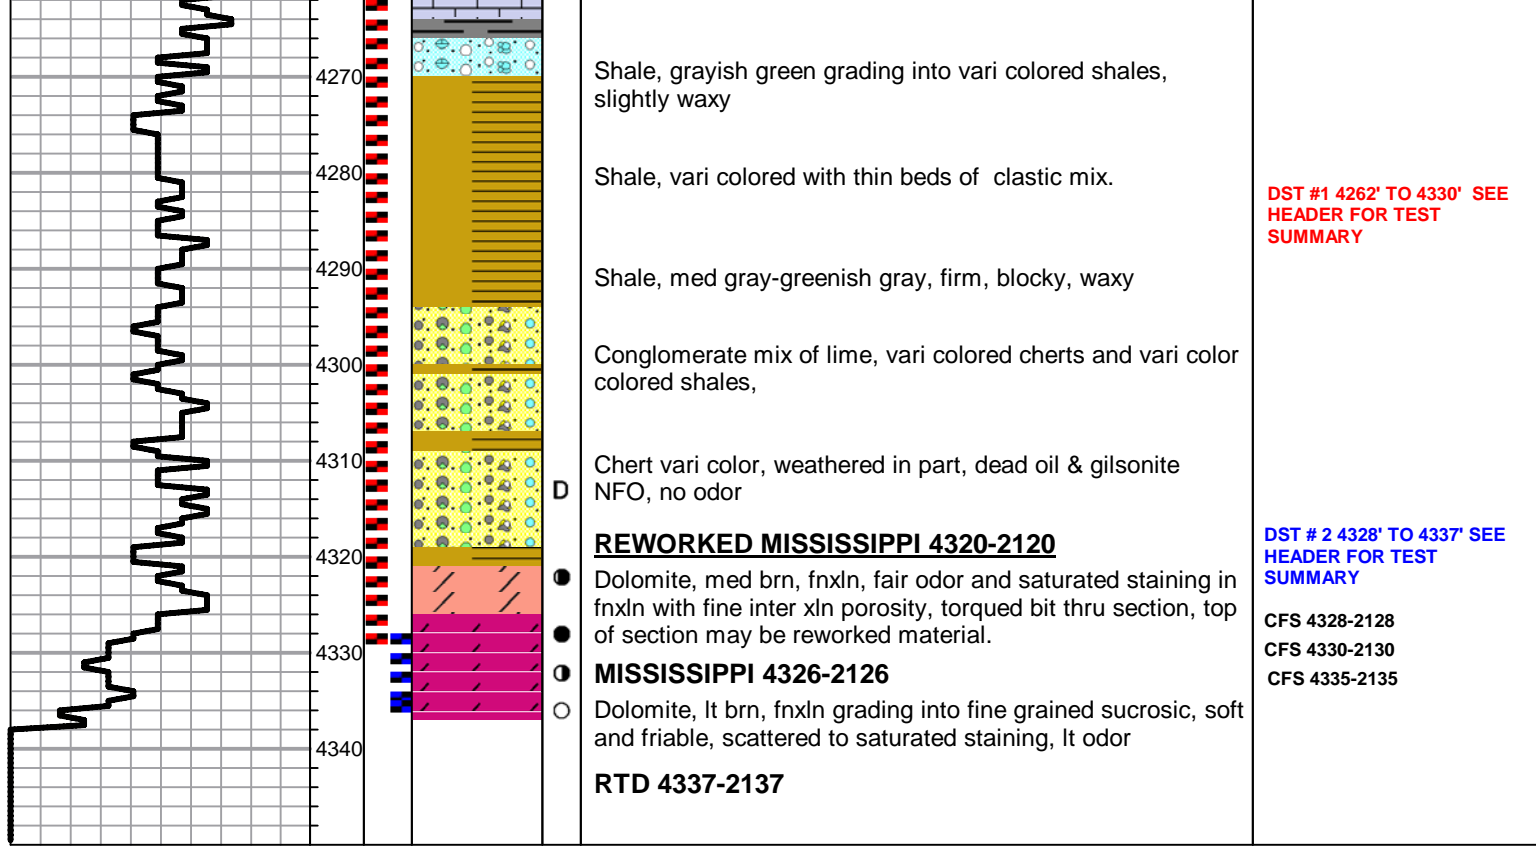 4270
4280
4290
4300
4310
4320
4330
4340
D
Shale, grayish green grading into vari colored shales,
slightly waxy
Shale, vari colored with thin beds of  clastic mix.
Shale, med gray-greenish gray, firm, blocky, waxy
Conglomerate mix of lime, vari colored cherts and vari color
colored shales,
Chert vari color, weathered in part, dead oil & gilsonite
NFO, no odor
REWORKED MISSISSIPPI 4320-2120
Dolomite, med brn, fnxln, fair odor and saturated staining in
fnxln with fine inter xln porosity, torqued bit thru section, top
of section may be reworked material.
MISSISSIPPI 4326-2126
Dolomite, lt brn, fnxln grading into fine grained sucrosic, soft
and friable, scattered to saturated staining, lt odor
RTD 4337-2137
DST #1 4262' TO 4330'  SEE
HEADER FOR TEST
SUMMARY
DST # 2 4328' TO 4337' SEE
HEADER FOR TEST
SUMMARY
CFS 4328-2128
CFS 4330-2130
CFS 4335-2135